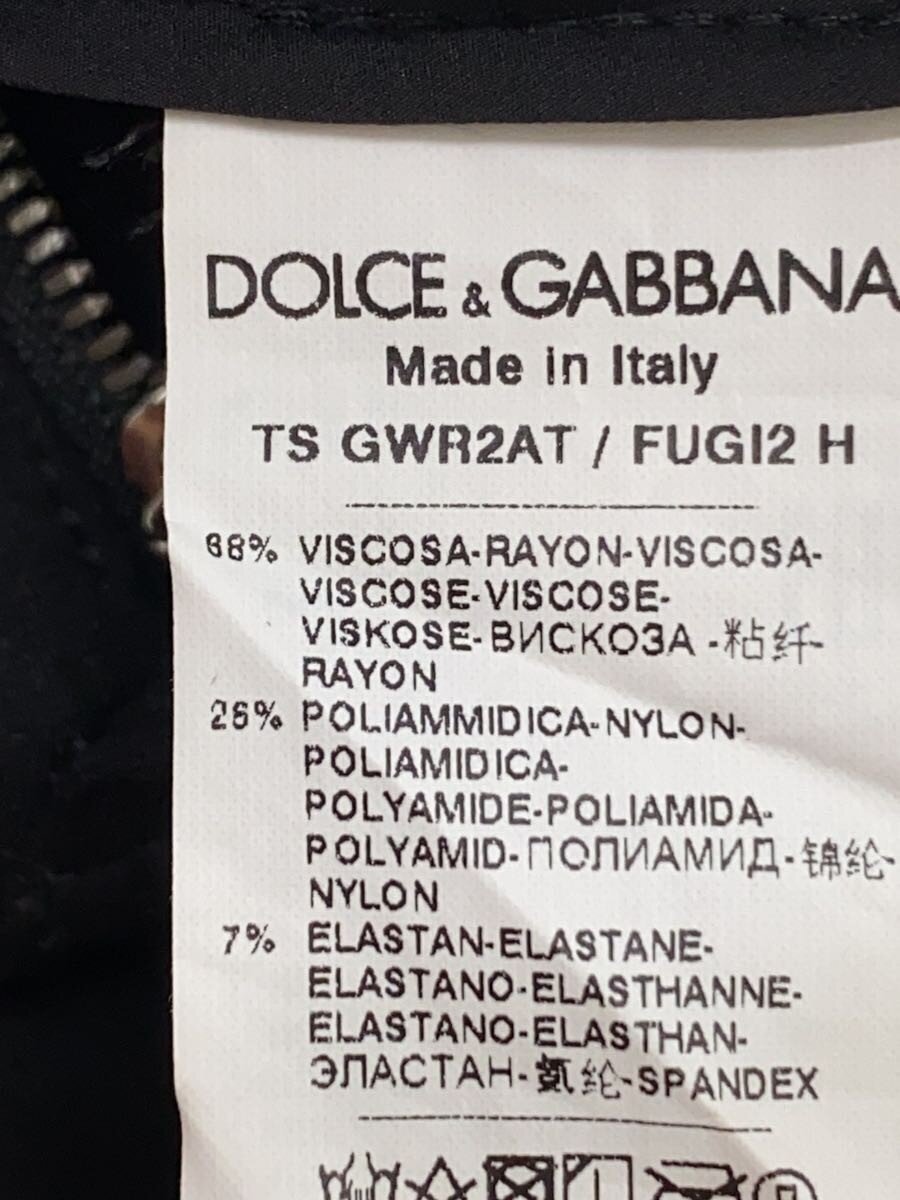 DOLCE & GABBANA
Made in Italy
TS GWR2AT / FUGI2 H
68% VISCOSA-RAYON-VISCOSA-
VISCOSE-VISCOSE-
VISKOSE-ВИСКОЗА -粘纤-
RAYON
25% POLIAMMIDICA-NYLON-
POLIAMIDICA-
POLYAMIDE-POLIAMIDA-
POLYAMID-ПОЛИАМИД-锦纶-
NYLON
7% ELASTAN-ELASTANE-
ELASTANO-ELASTHANNE-
ELASTANO-ELASTHAN-
ЭЛАСТАН-氨纶-SPANDEX